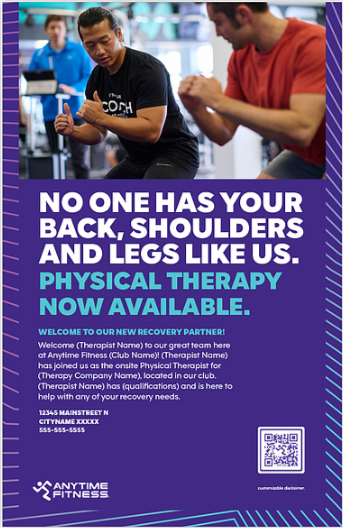 COACH
NO ONE HAS YOUR
BACK, SHOULDERS
AND LEGS LIKE US.
PHYSICAL THERAPY
NOW AVAILABLE.
WELCOME TO OUR NEW RECOVERY PARTNER!
Welcome (Therapist Name) to our great team here
at Anytime Fitness (Club Name)! (Therapist Name)
has joined us as the onsite Physical Therapist for
(Therapy Company Name), located in our club.
(Therapist Name) has (qualifications) and is here to
help with any of your recovery needs.
12345 MAINSTREET N
CITYNAME XXXXX
555-555-5555
customizable disclaimer.
ANYTIME
FITNESS